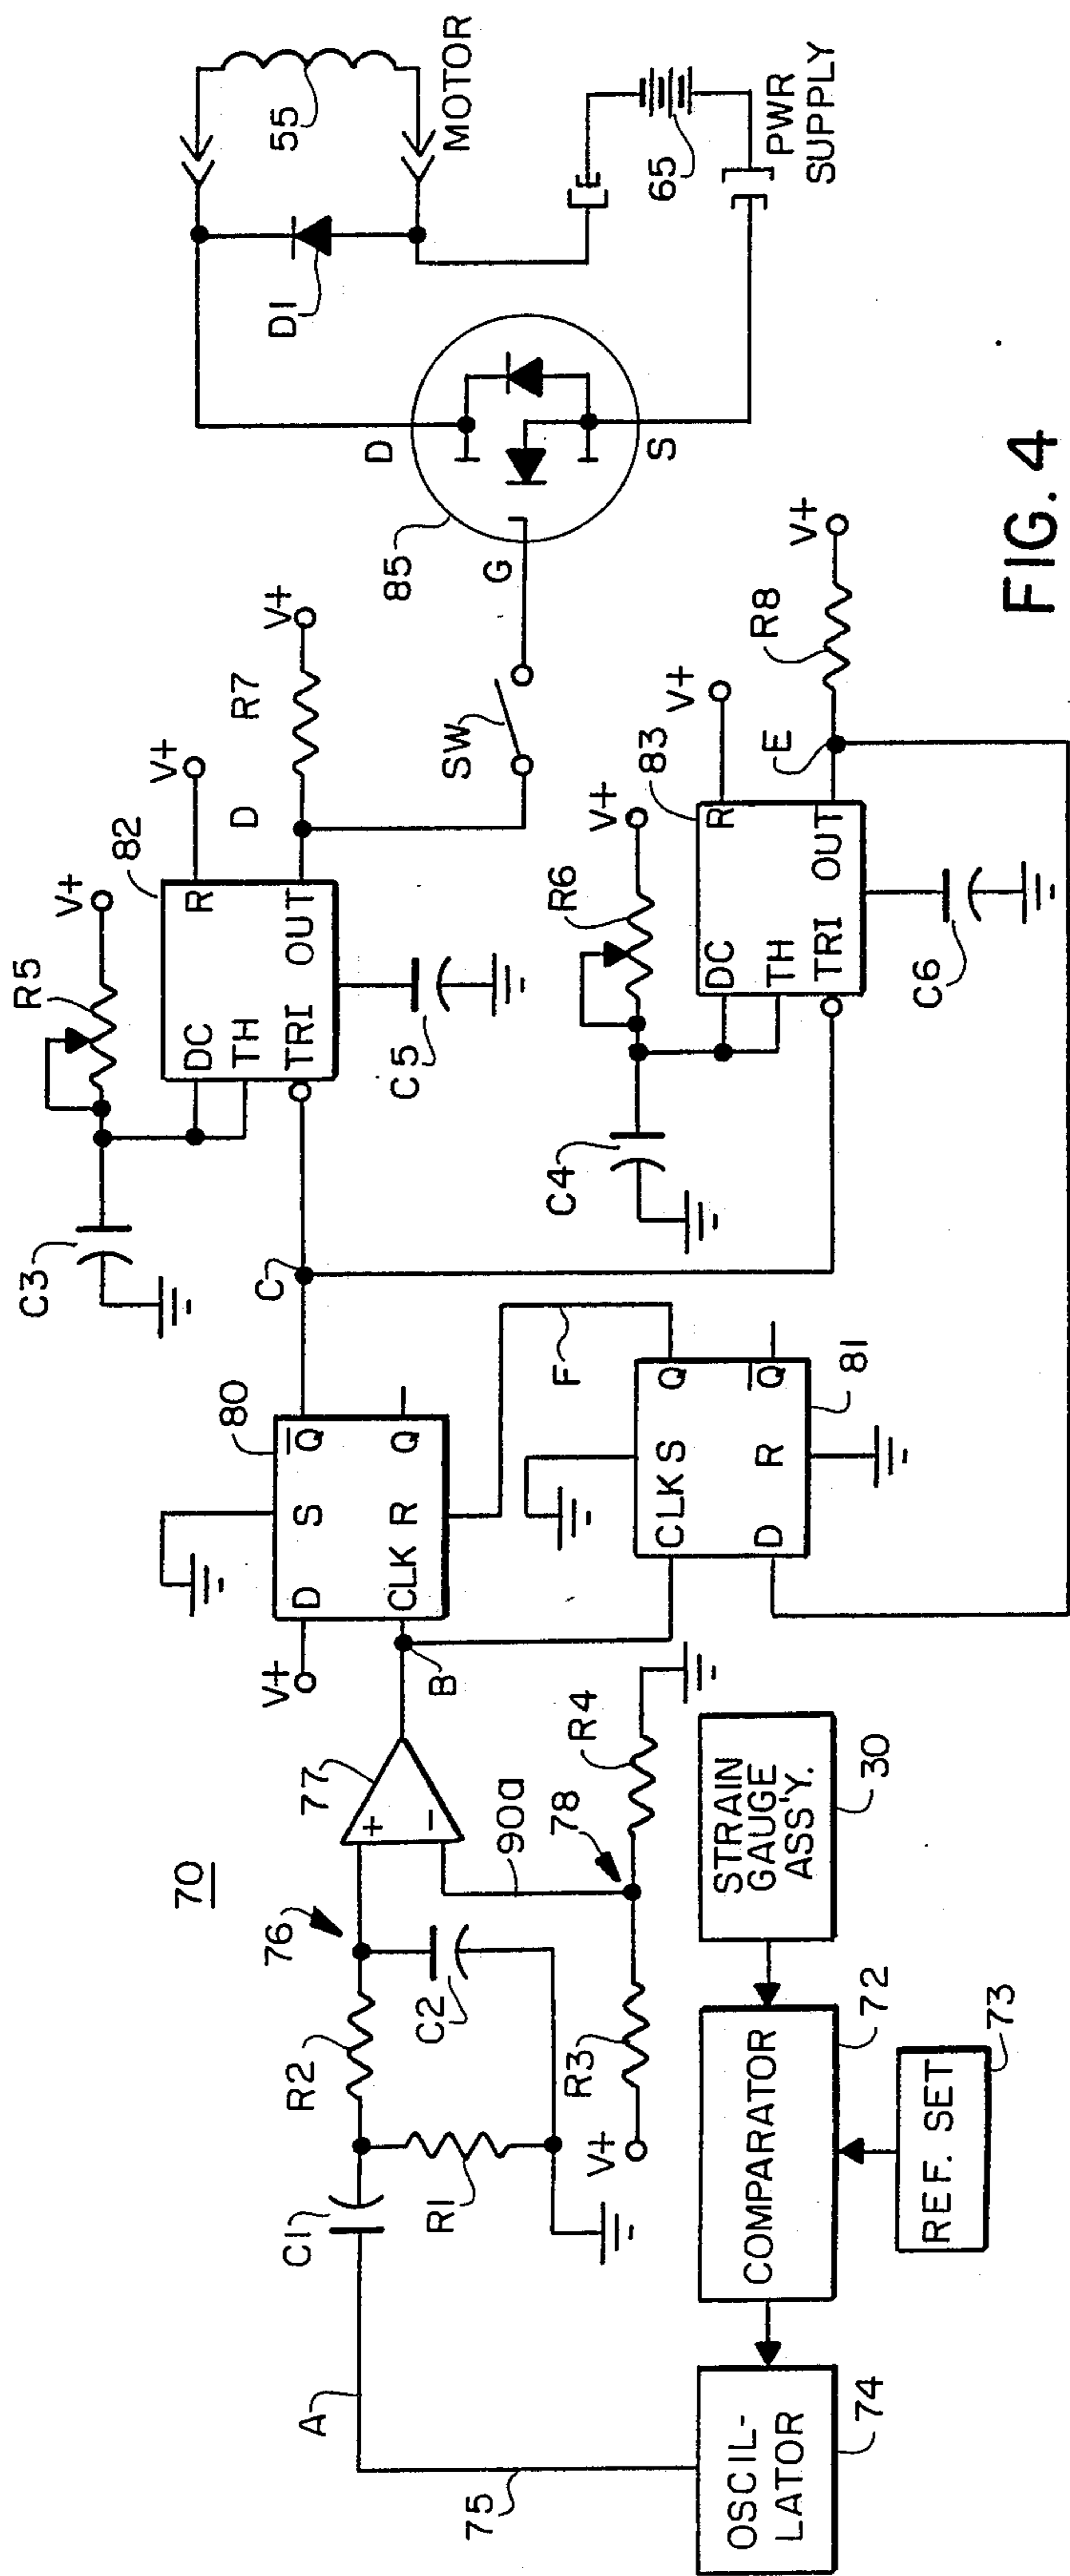 70
A
75
OSCIL-
LATOR
74
C1
R1
R2
76
C2
77
+
−
90a
78
R3
V+
R4
COMPARATOR
72
REF. SET
73
STRAIN
GAUGE
ASS'Y.
30
B
V+
80
D S Q
CLK R Q
C
F
CLK S Q
D R Q
81
C3
R5
V+
82
V+
DC R
TH
TRI OUT
C5
D
R7
V+
SW
C4
R6
V+
83
V+
DC R
TH
TRI OUT
C6
E
R8
V+
85
G
D
S
D1
55
MOTOR
65
PWR
SUPPLY
FIG. 4